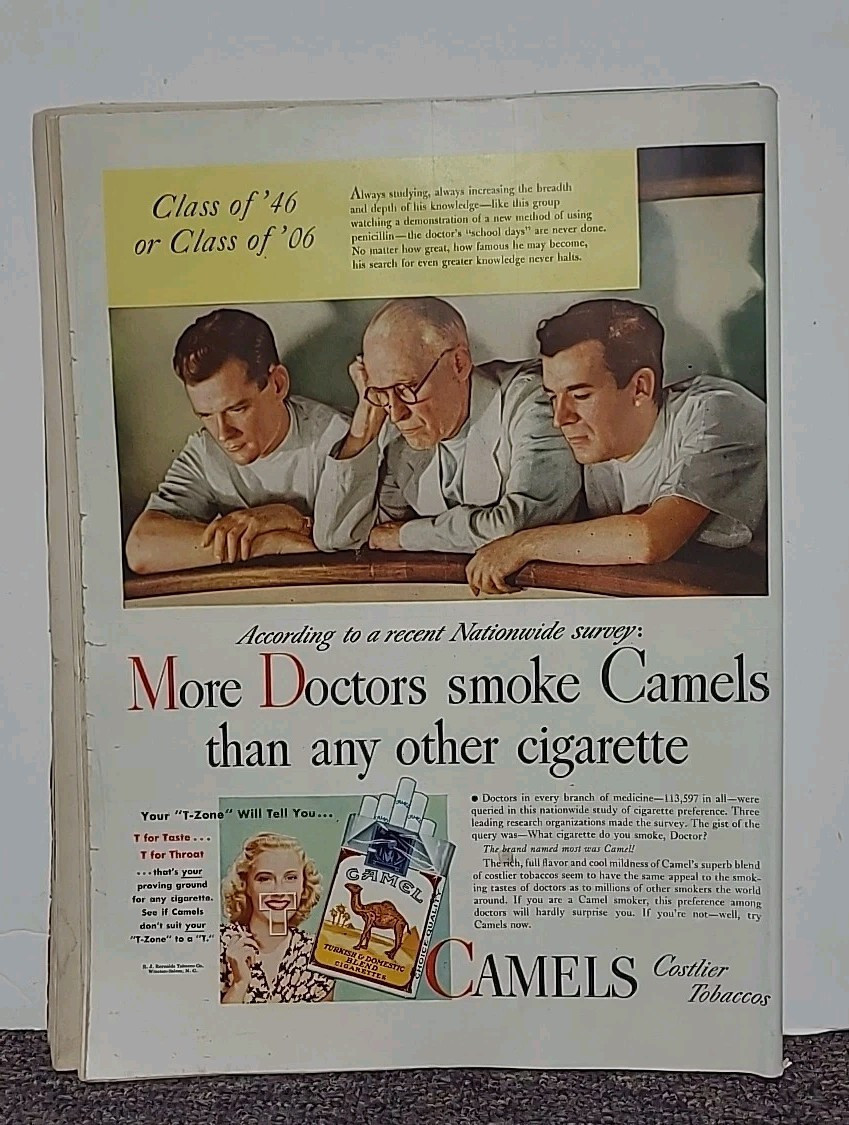 Class of '46
or Class of '06
Always studying, always increasing the breadth
and depth of his knowledge—like this group
watching a demonstration of a new method of using
penicillin—the doctor's "school days" are never done.
No matter how great, how famous he may become,
his search for even greater knowledge never halts.
According to a recent Nationwide survey:
More Doctors smoke Camels
than any other cigarette
Your "T-Zone" Will Tell You...
T for Taste...
T for Throat
...that's your
proving ground
for any cigarette.
See if Camels
don't suit your
"T-Zone" to a "T."
R. J. Reynolds Tobacco Co.
Winston-Salem, N. C.
CAMEL
TURKISH & DOMESTIC
BLEND
CIGARETTES
CHOICE QUALITY
● Doctors in every branch of medicine—113,597 in all—were
queried in this nationwide study of cigarette preference. Three
leading research organizations made the survey. The gist of the
query was—What cigarette do you smoke, Doctor?
The brand named most was Camel!
The rich, full flavor and cool mildness of Camel's superb blend
of costlier tobaccos seem to have the same appeal to the smok-
ing tastes of doctors as to millions of other smokers the world
around. If you are a Camel smoker, this preference among
doctors will hardly surprise you. If you're not—well, try
Camels now.
CAMELS
Costlier
Tobaccos